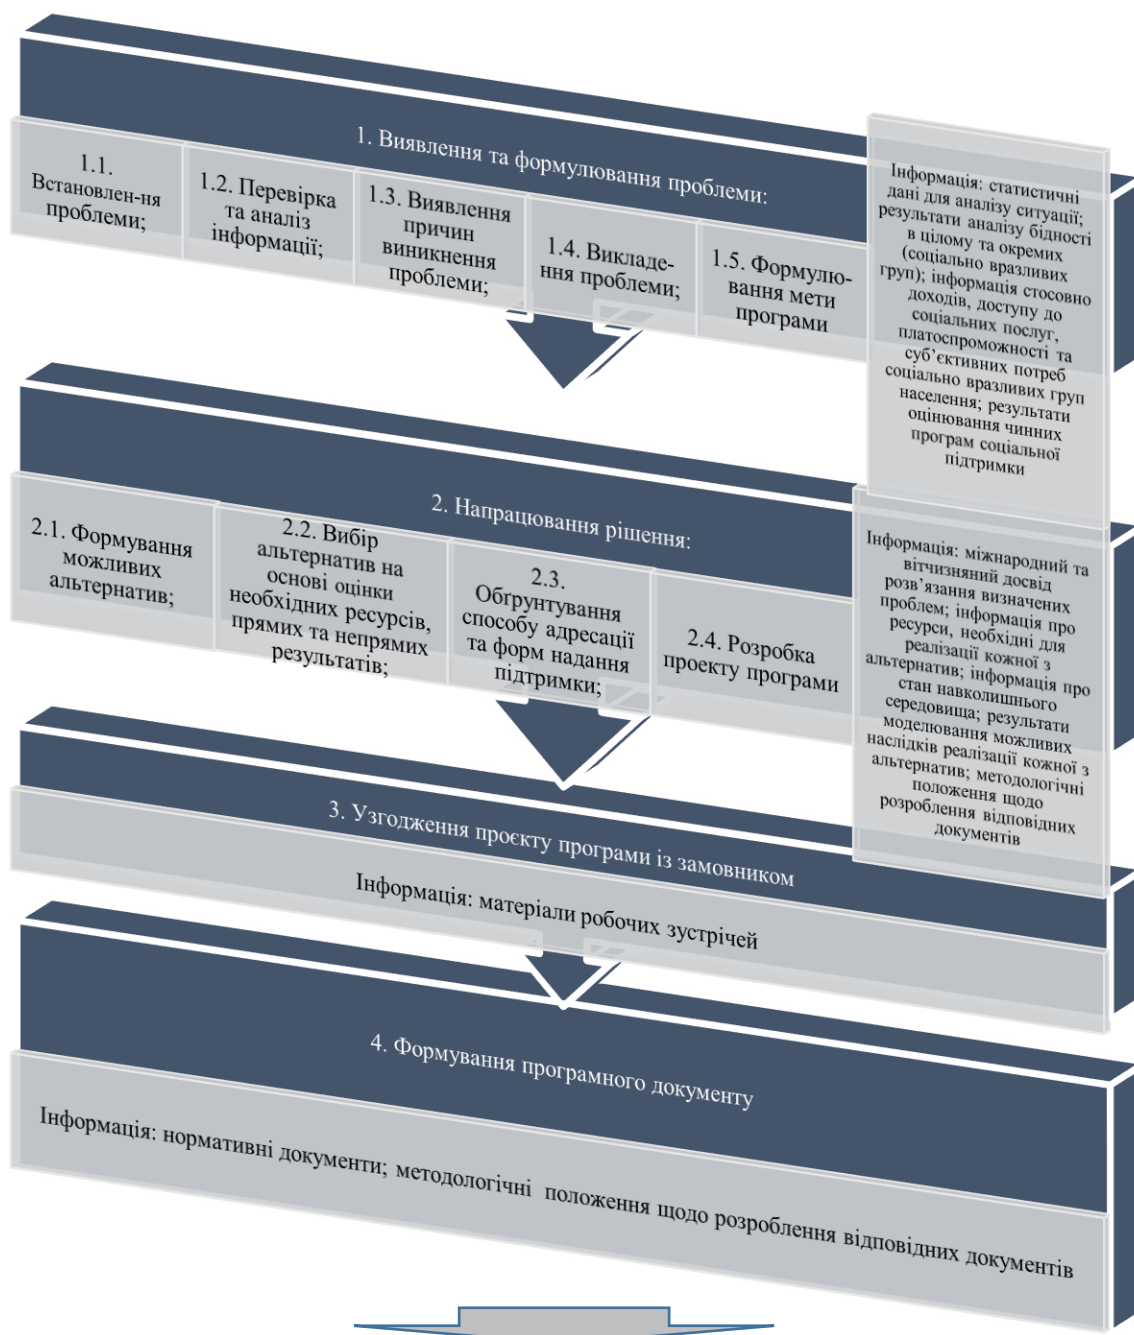 1. Виявлення та формулювання проблеми:
1.1.
Встановлен-ня
проблеми;
1.2. Перевірка
та аналіз
інформації;
1.3. Виявлення
причин
виникнення
проблеми;
1.4. Викладе-
ння проблеми;
1.5. Формулю-
вання мети
програми
Інформація: статистичні
дані для аналізу ситуації;
результати аналізу бідності
в цілому та окремих
(соціально вразливих
груп); інформація стосовно
доходів, доступу до
соціальних послуг,
платоспроможності та
суб’єктивних потреб
соціально вразливих груп
населення; результати
оцінювання чинних
програм соціальної
підтримки
2. Напрацювання рішення:
2.1. Формування
можливих
альтернатив;
2.2. Вибір
альтернатив на
основі оцінки
необхідних ресурсів,
прямих та непрямих
результатів;
2.3.
Обґрунтування
способу адресації
та форм надання
підтримки;
2.4. Розробка
проекту програми
Інформація: міжнародний та
вітчизняний досвід
розв’язання визначених
проблем; інформація про
ресурси, необхідні для
реалізації кожної з
альтернатив; інформація про
стан навколишнього
середовища; результати
моделювання можливих
наслідків реалізації кожної з
альтернатив; методологічні
положення щодо
розроблення відповідних
документів
3. Узгодження проєкту програми із замовником
Інформація: матеріали робочих зустрічей
4. Формування програмного документу
Інформація: нормативні документи; методологічні положення щодо розроблення відповідних документів